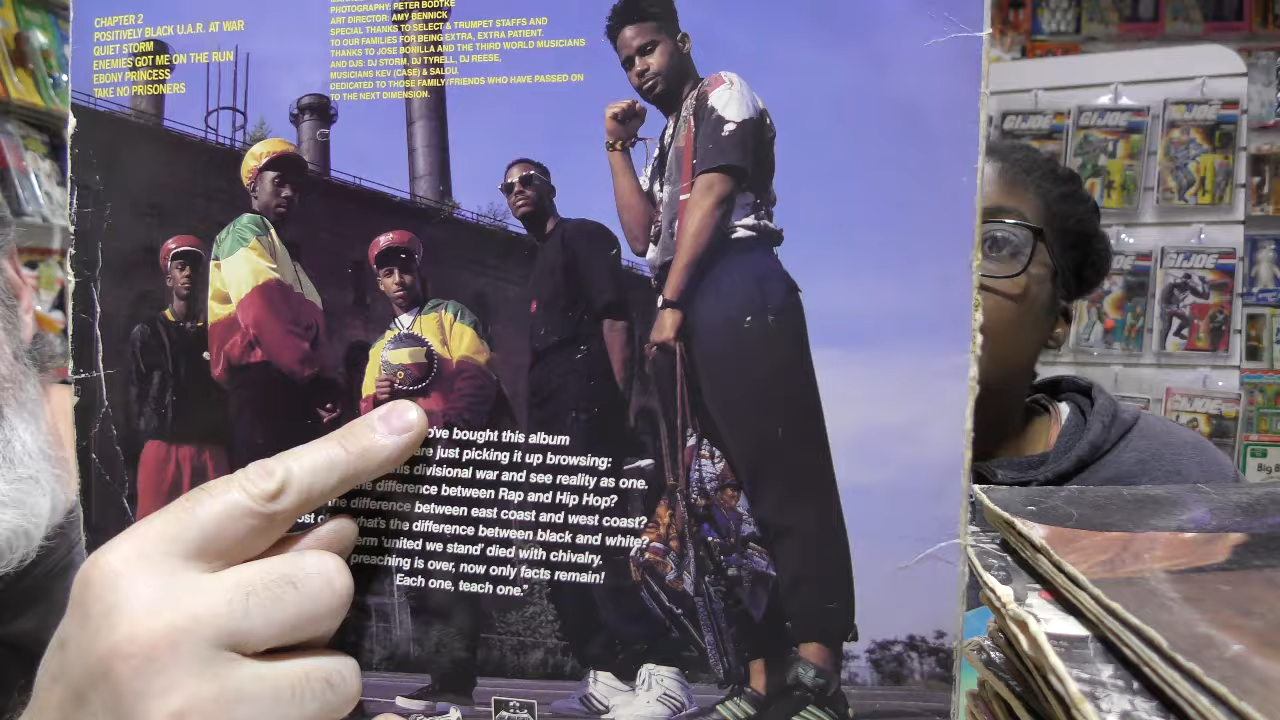 CHAPTER 2
POSITIVELY BLACK U.A.R. AT WAR
QUIET STORM
ENEMIES GOT ME ON THE RUN
EBONY PRINCESS
TAKE NO PRISONERS
PHOTOGRAPHY: PETER BODTKE
ART DIRECTOR: AMY BENNICK
SPECIAL THANKS TO SELECT & TRUMPET STAFFS AND
TO OUR FAMILIES FOR BEING EXTRA, EXTRA PATIENT.
THANKS TO JOSE BONILLA AND THE THIRD WORLD MUSICIANS
AND DJS: DJ STORM, DJ TYRELL, DJ REESE,
MUSICIANS KEV (CASE) & SALOU.
DEDICATED TO THOSE FAMILY/FRIENDS WHO HAVE PASSED ON
TO THE NEXT DIMENSION.
bought this album
just picking it up browsing:
divisional war and see reality as one.
difference between Rap and Hip Hop?
the difference between east coast and west coast?
what's the difference between black and white?
'united we stand' died with chivalry.
preaching is over, now only facts remain!
Each one, teach one."
GI JOE
GI JOE
GI JOE
GI JOE
GI JOE
GI JOE
Big